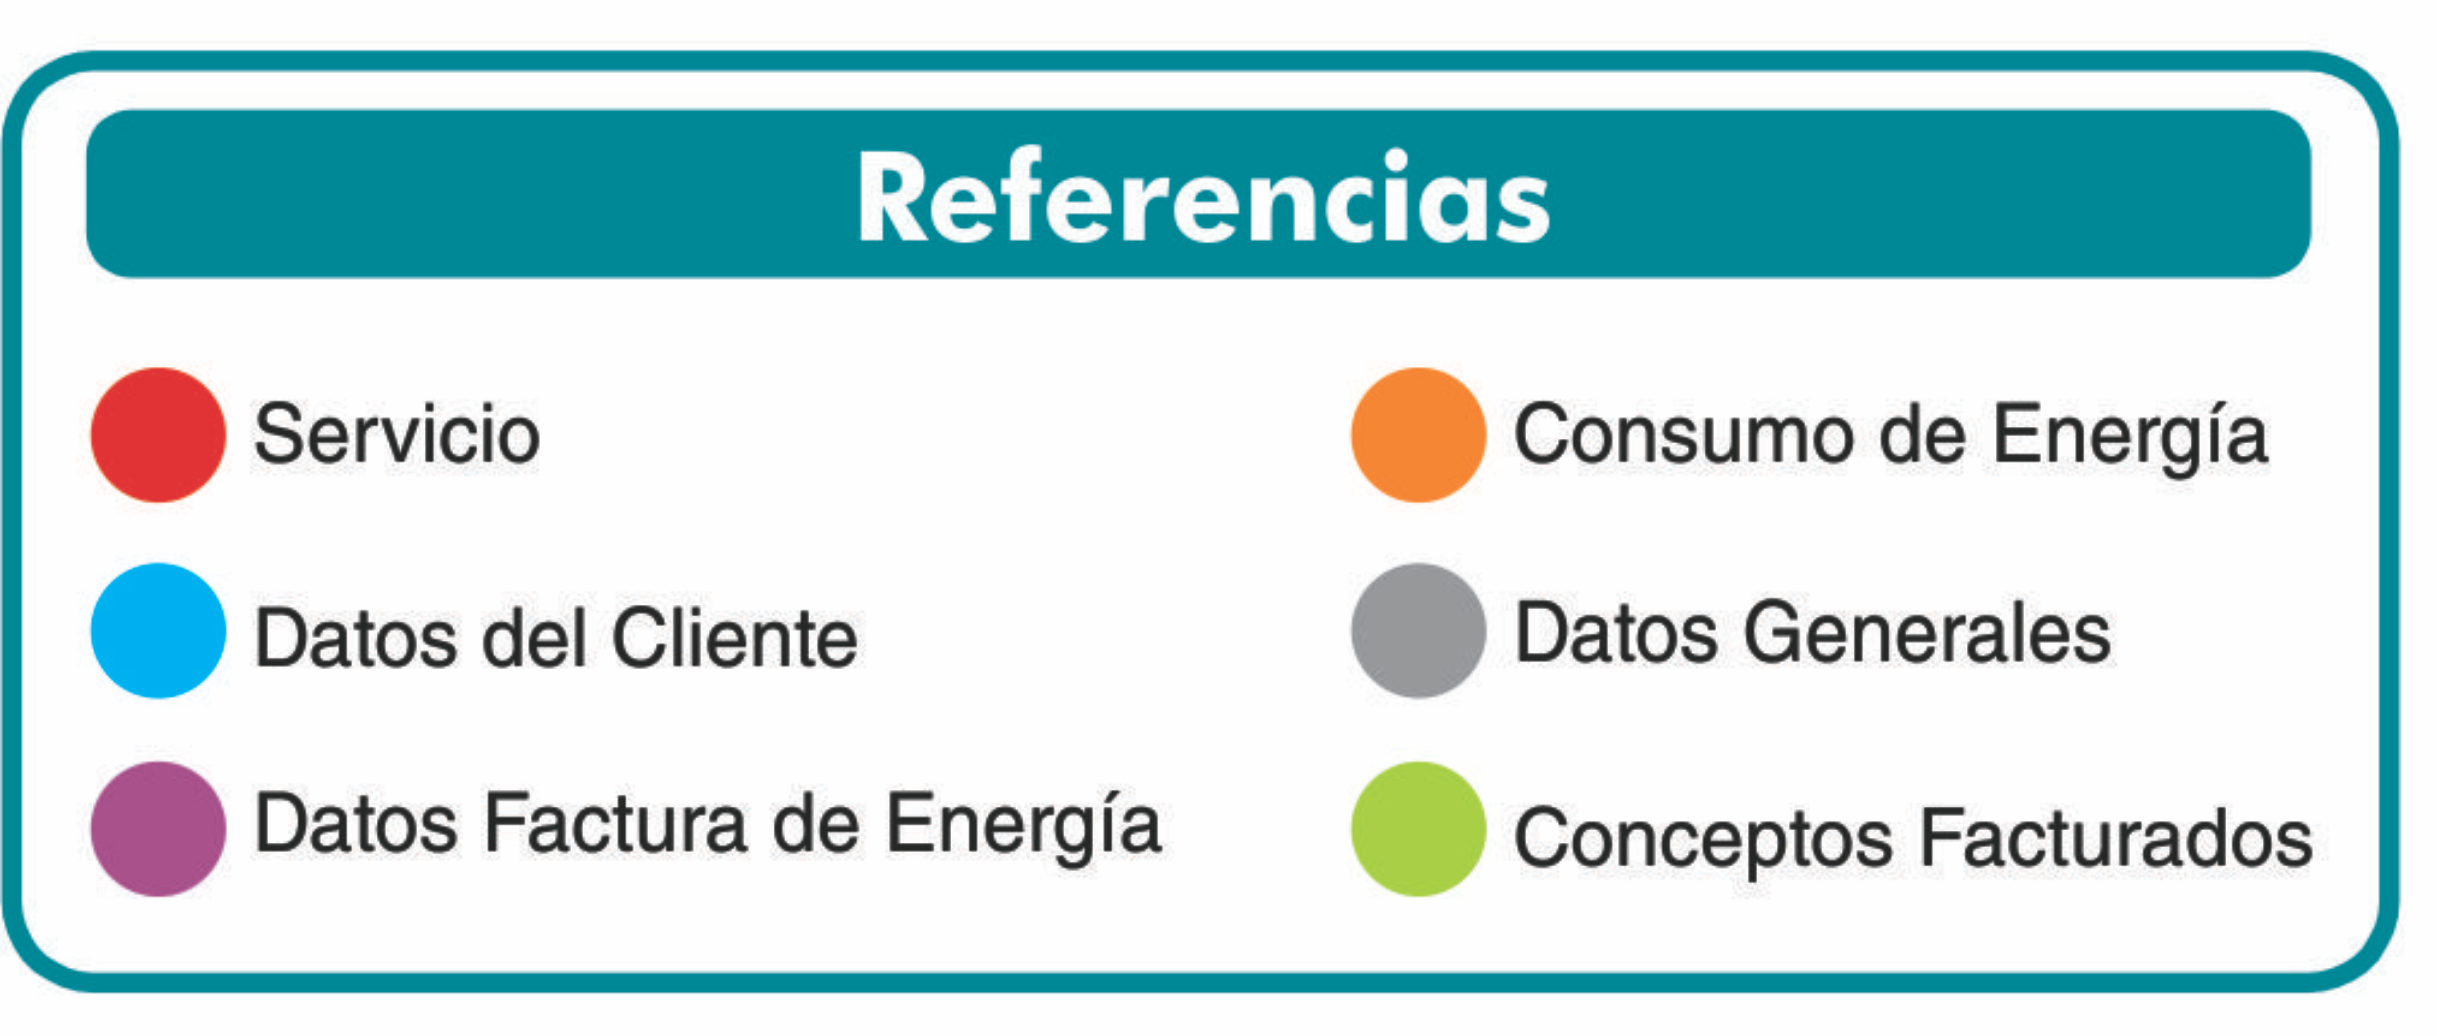 Referencias
Servicio
Datos del Cliente
Datos Factura de Energía
Consumo de Energía
Datos Generales
Conceptos Facturados